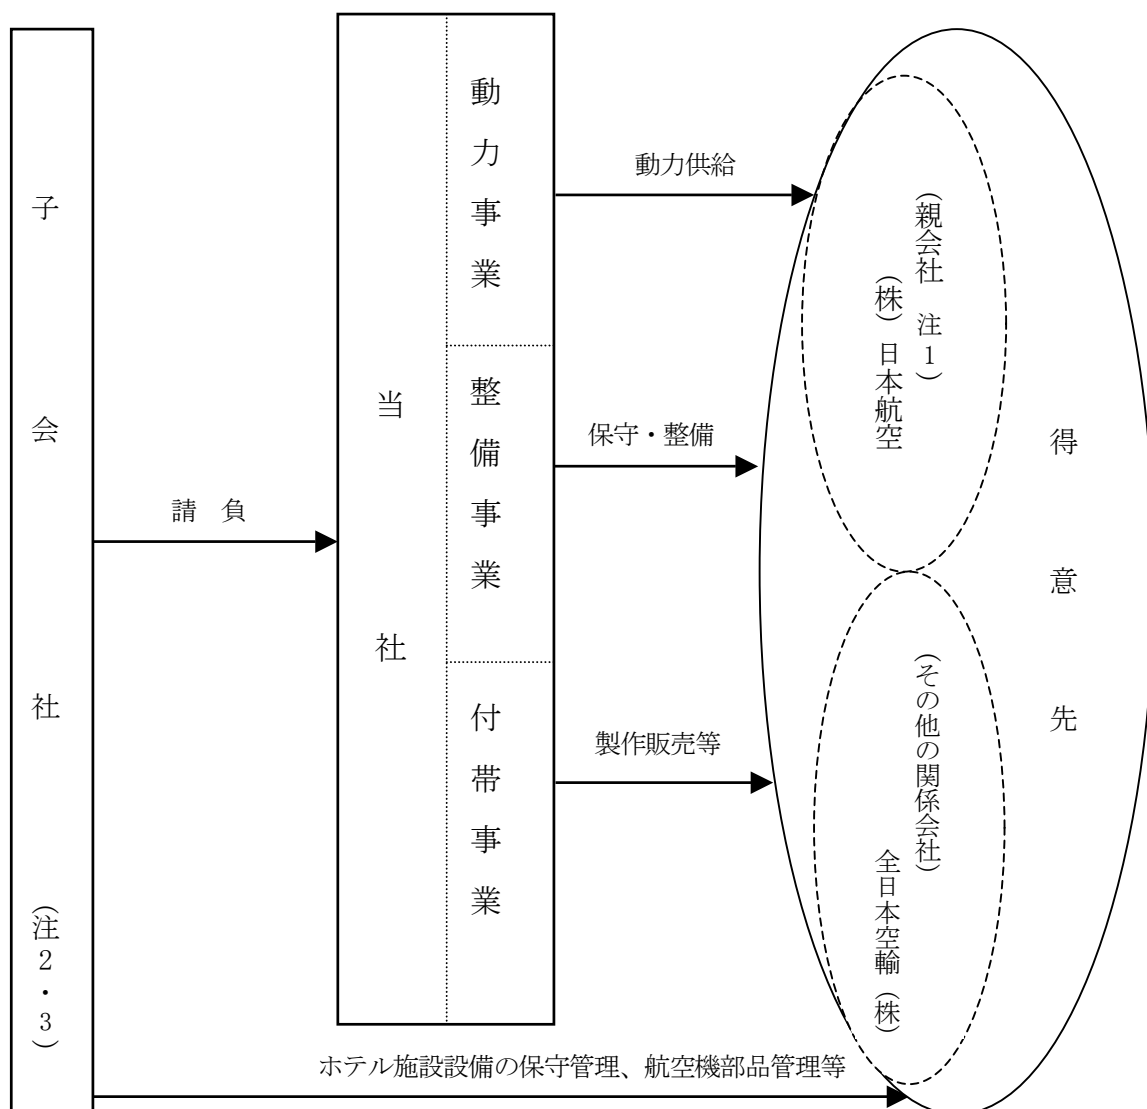 子会社(注2・3)
請 負
当社
動力事業
整備事業
付帯事業
動力供給
保守・整備
製作販売等
(親会社 注1)
(株)日本航空
(その他の関係会社)
全日本空輸(株)
得意先
ホテル施設設備の保守管理、航空機部品管理等